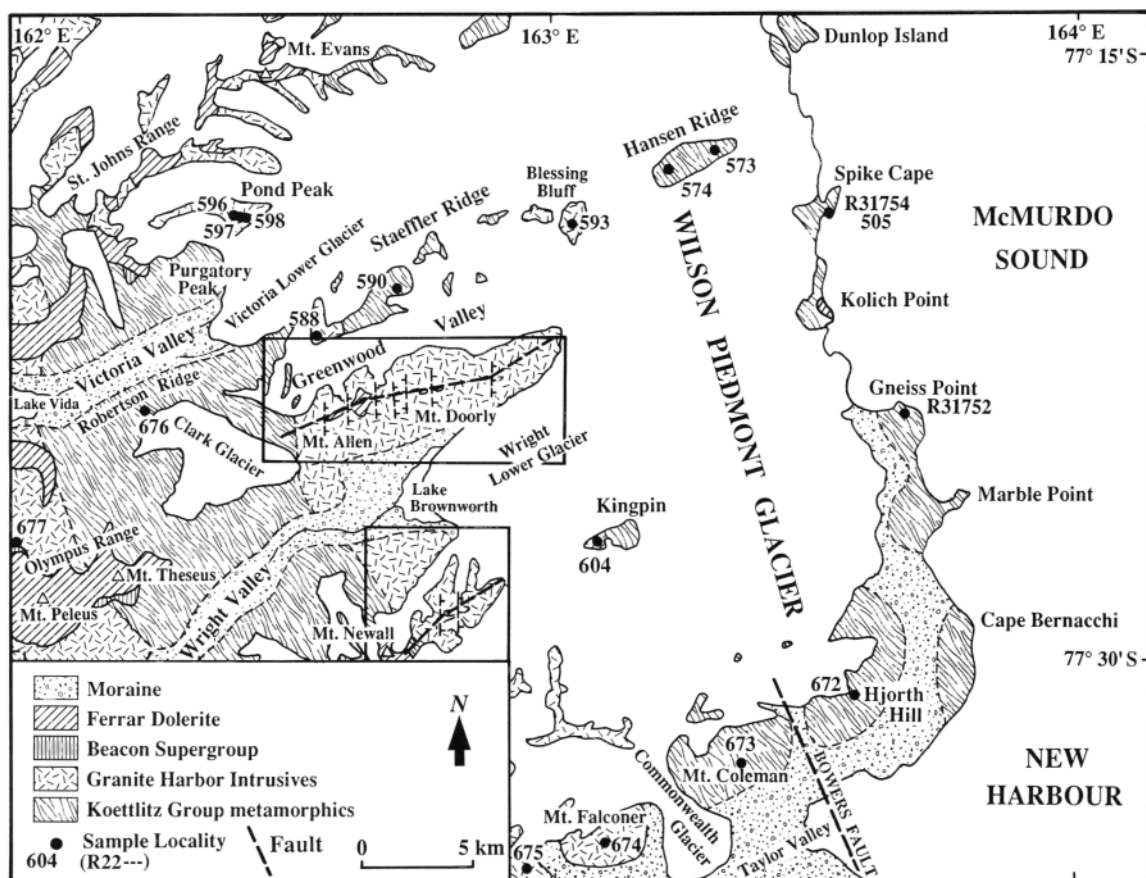 162° E
163° E
164° E
77° 15' S
Dunlop Island
Mt. Evans
St. Johns Range
Hansen Ridge
573
574
Pond Peak
596
597
598
Blessing
Bluff
593
Spike Cape
R31754
505
McMURDO
SOUND
Staeffler Ridge
Victoria Lower Glacier
Purgatory
Peak
590
588
Valley
Greenwood
Kolich Point
WILSON PIEDMONT GLACIER
Victoria Valley
Lake Vida
Robertson Ridge
676
Clark Glacier
Mt. Allen
Mt. Doorly
Wright
Lower Glacier
Gneiss Point
R31752
Lake
Brownworth
Marble Point
677
Olympus Range
Kingpin
604
Mt. Theseus
Mt. Peleus
Wright Valley
Mt. Newall
Cape Bernacchi
77° 30' S
672
Hjorth
Hill
673
Mt. Coleman
BOWERS FAULT
NEW
HARBOUR
Commonwealth
Glacier
Mt. Falconer
674
675
Taylor Valley
Moraine
Ferrar Dolerite
Beacon Supergroup
Granite Harbor Intrusives
Koettlitz Group metamorphics
Sample Locality
604 (R22---)
Fault
N
0 5 km